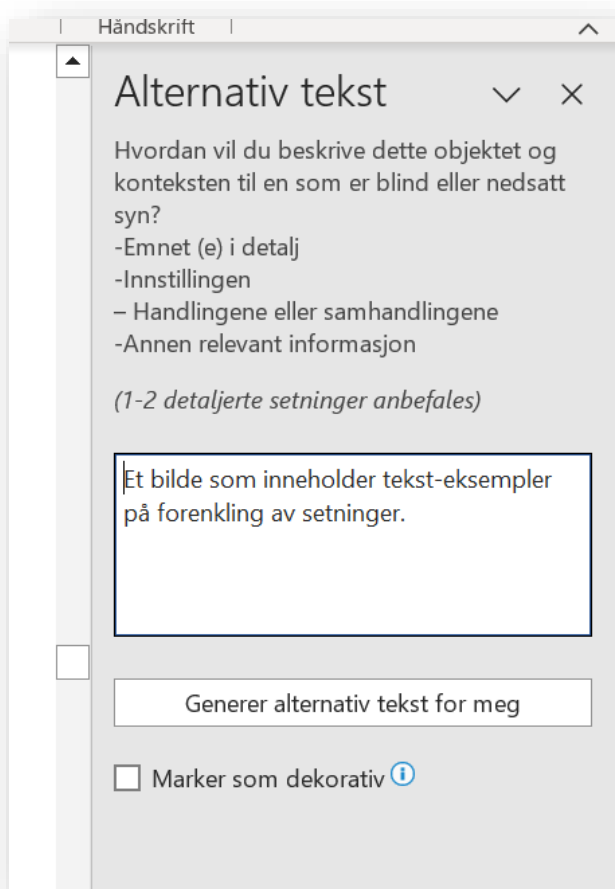 Håndskrift
Alternativ tekst
Hvordan vil du beskrive dette objektet og
konteksten til en som er blind eller nedsatt
syn?
-Emnet (e) i detalj
-Innstillingen
– Handlingene eller samhandlingene
-Annen relevant informasjon
(1-2 detaljerte setninger anbefales)
Et bilde som inneholder tekst-eksempler
på forenkling av setninger.
Generer alternativ tekst for meg
Marker som dekorativ